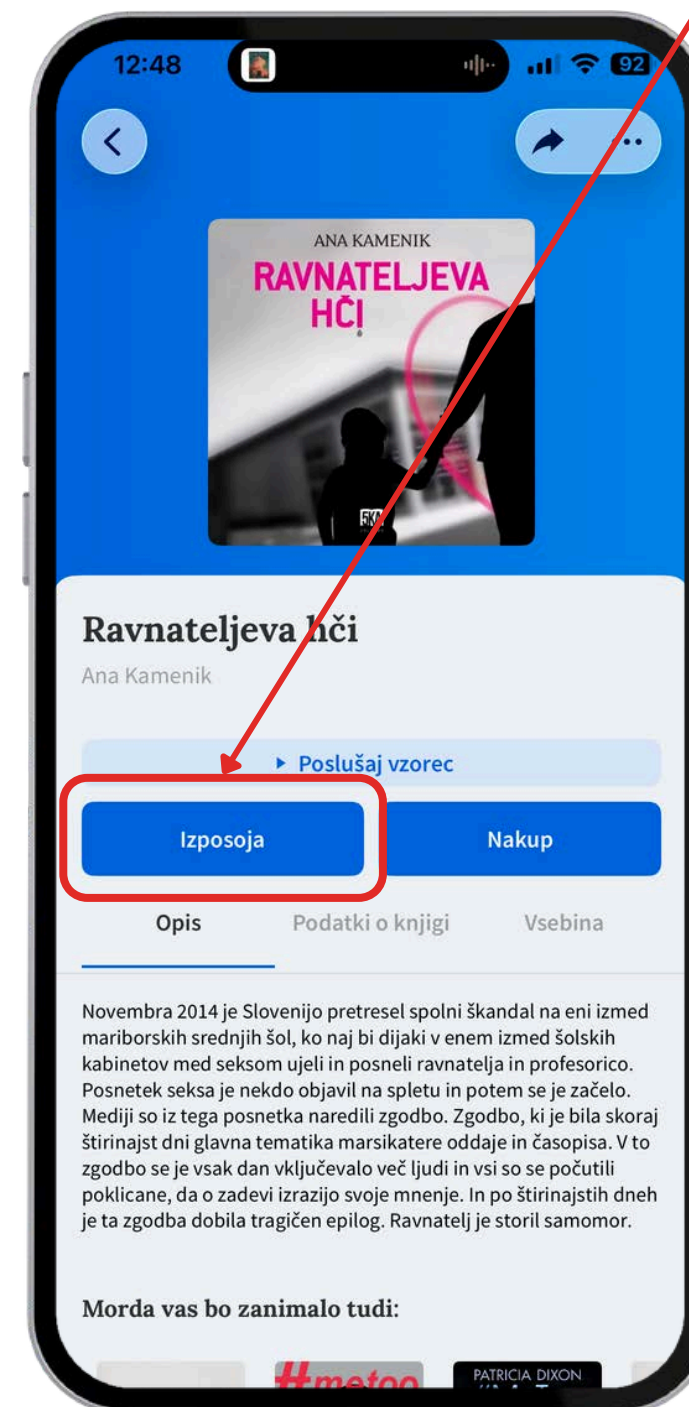 12:48
92
ANA KAMENIK
RAVNATELJEVA
HČI
5KA
Ravnateljeva hči
Ana Kamenik
Poslušaj vzorec
Izposoja
Nakup
Opis
Podatki o knjigi
Vsebina
Novembra 2014 je Slovenijo pretresel spolni škandal na eni izmed
mariborskih srednjih šol, ko naj bi dijaki v enem izmed šolskih
kabinetov med seksom ujeli in posneli ravnatelja in profesorico.
Posnetek seksa je nekdo objavil na spletu in potem se je začelo.
Mediji so iz tega posnetka naredili zgodbo. Zgodbo, ki je bila skoraj
štirinajst dni glavna tematika marsikatere oddaje in časopisa. V to
zgodbo se je vsak dan vključevalo več ljudi in vsi so se počutili
poklicane, da o zadevi izrazijo svoje mnenje. In po štirinajstih dneh
je ta zgodba dobila tragičen epilog. Ravnatelj je storil samomor.
Morda vas bo zanimalo tudi:
#metoo
PATRICIA DIXON